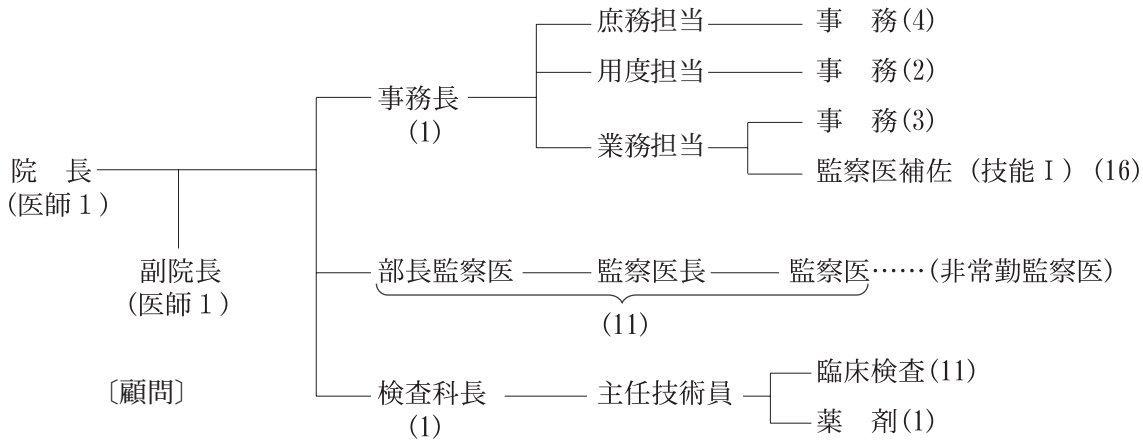 庶務担当 事　務(4)
用度担当 事　務(2)
事務長
(1)
事　務(3)
業務担当
監察医補佐（技能Ⅰ）(16)
院　長
(医師１)
副院長
(医師１)
部長監察医 監察医長 監察医……(非常勤監察医)
(11)
臨床検査(11)
〔顧問〕 検査科長 主任技術員
(1)
薬　剤(1)